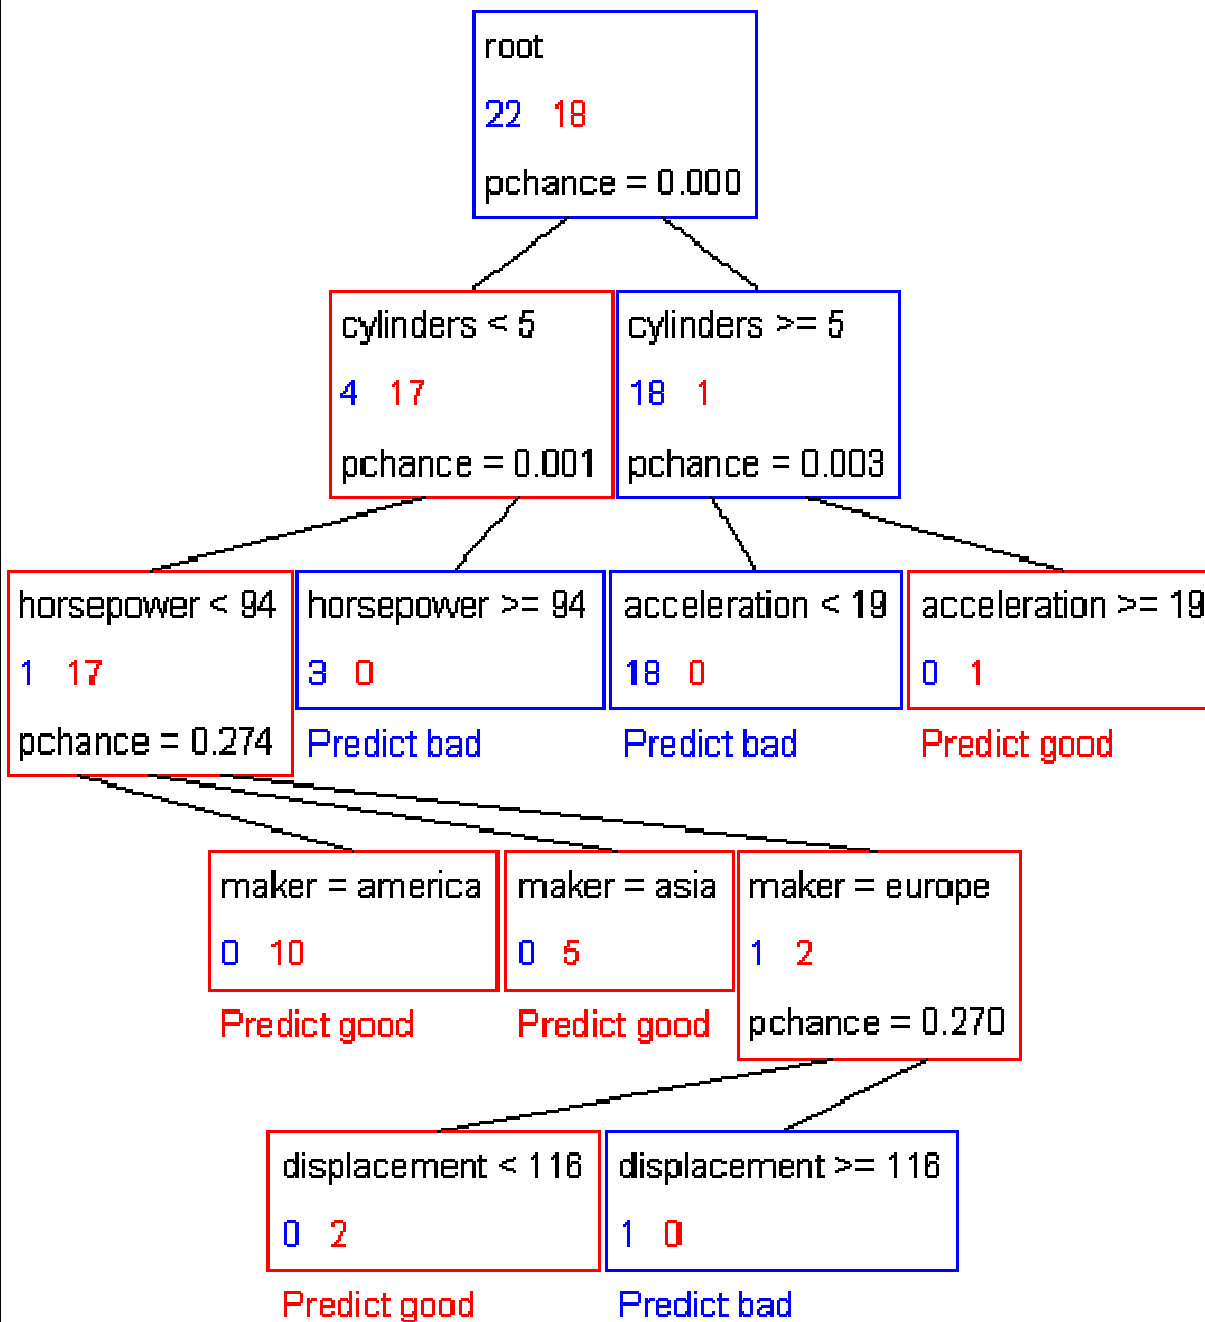 root
22 18
pchance = 0.000
cylinders < 5
4 17
pchance = 0.001
cylinders >= 5
18 1
pchance = 0.003
horsepower < 94
1 17
pchance = 0.274
horsepower >= 94
3 0
Predict bad
acceleration < 19
18 0
Predict bad
acceleration >= 19
0 1
Predict good
maker = america
0 10
Predict good
maker = asia
0 5
Predict good
maker = europe
1 2
pchance = 0.270
displacement < 116
0 2
Predict good
displacement >= 116
1 0
Predict bad